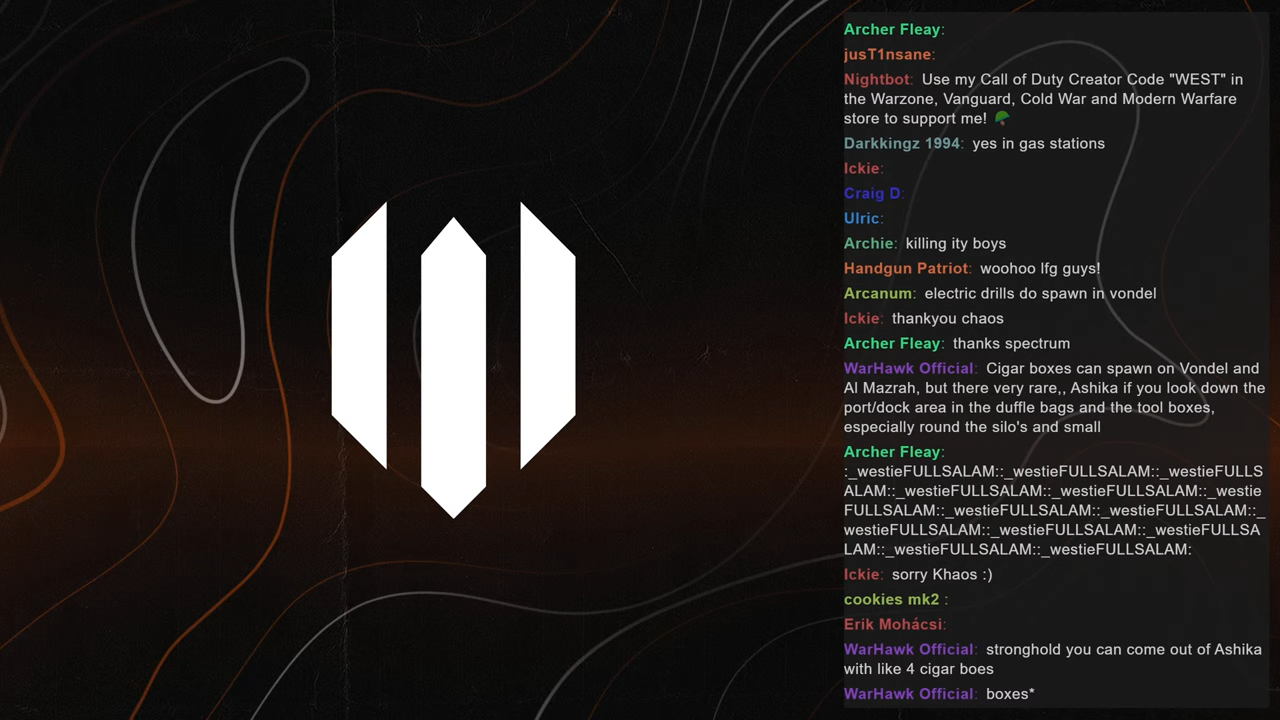 Archer Fleay:
jusT1nsane:
Nightbot: Use my Call of Duty Creator Code "WEST" in
the Warzone, Vanguard, Cold War and Modern Warfare
store to support me!
Darkkingz 1994: yes in gas stations
Ickie:
Craig D:
Ulric:
Archie: killing ity boys
Handgun Patriot: woohoo lfg guys!
Arcanum: electric drills do spawn in vondel
Ickie: thankyou chaos
Archer Fleay: thanks spectrum
WarHawk Official: Cigar boxes can spawn on Vondel and
Al Mazrah, but there very rare,, Ashika if you look down the
port/dock area in the duffle bags and the tool boxes,
especially round the silo's and small
Archer Fleay:
:_westieFULLSALAM::_westieFULLSALAM::_westieFULLS
ALAM::_westieFULLSALAM::_westieFULLSALAM::_westie
FULLSALAM::_westieFULLSALAM::_westieFULLSALAM::_
westieFULLSALAM::_westieFULLSALAM::_westieFULLSA
LAM::_westieFULLSALAM::_westieFULLSALAM:
Ickie: sorry Khaos :)
cookies mk2 :
Erik Mohácsi:
WarHawk Official: stronghold you can come out of Ashika
with like 4 cigar boes
WarHawk Official: boxes*